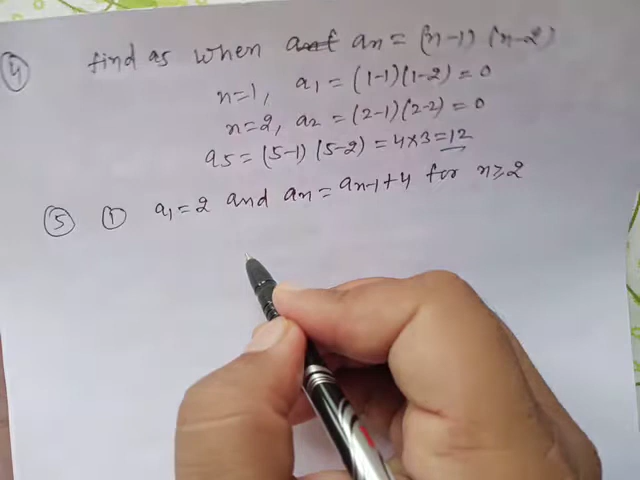 4 find a5 when an = (n-1) (n-2)
n=1, a1 = (1-1)(1-2) = 0
n=2, a2 = (2-1)(2-2) = 0
a5 = (5-1) (5-2) = 4×3 = 12
5 1 a1 = 2 and an = an-1 + 4 for n≥2